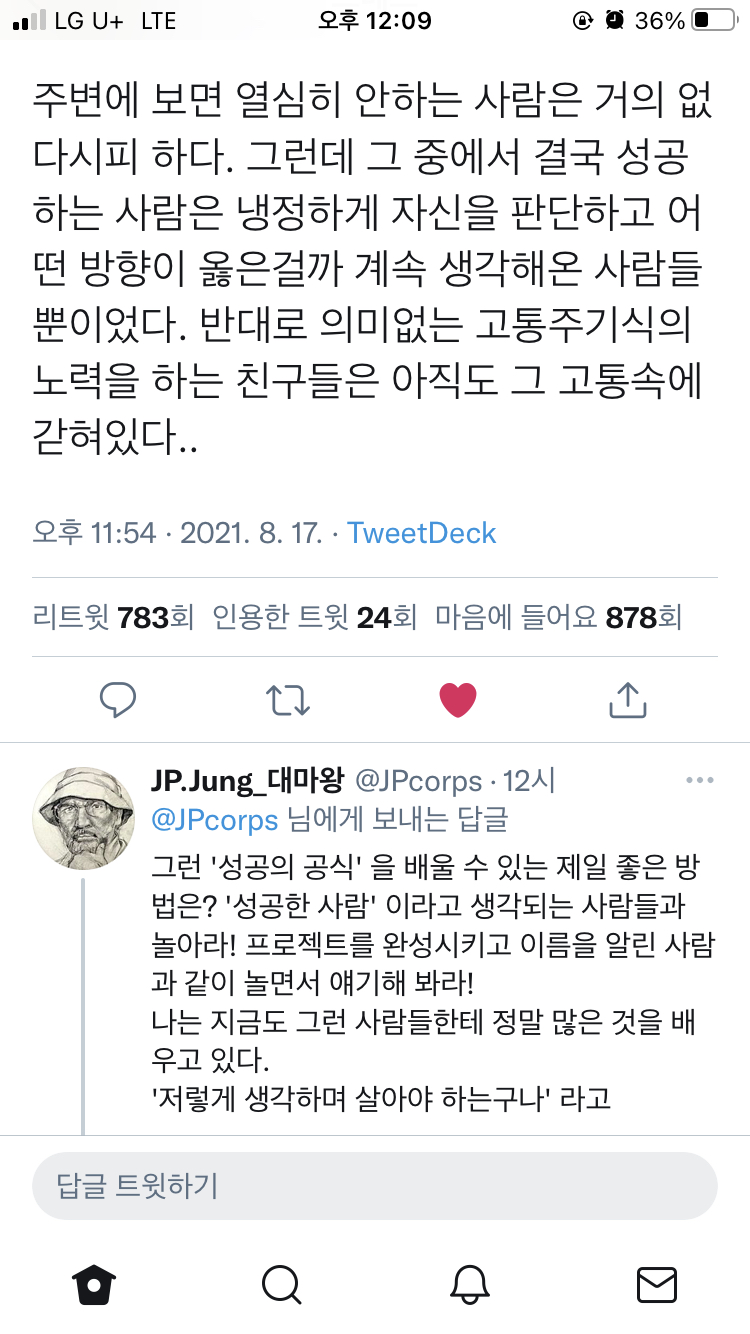 LG U+ LTE 오후 12:09 36%
주변에 보면 열심히 안하는 사람은 거의 없
다시피 하다. 그런데 그 중에서 결국 성공
하는 사람은 냉정하게 자신을 판단하고 어
떤 방향이 옳은걸까 계속 생각해온 사람들
뿐이었다. 반대로 의미없는 고통주기식의
노력을 하는 친구들은 아직도 그 고통속에
갇혀있다..
오후 11:54 · 2021. 8. 17. · TweetDeck
리트윗 783회 인용한 트윗 24회 마음에 들어요 878회
JP.Jung_대마왕 @JPcorps · 12시
@JPcorps 님에게 보내는 답글
그런 '성공의 공식' 을 배울 수 있는 제일 좋은 방
법은? '성공한 사람' 이라고 생각되는 사람들과
놀아라! 프로젝트를 완성시키고 이름을 알린 사람
과 같이 놀면서 얘기해 봐라!
나는 지금도 그런 사람들한테 정말 많은 것을 배
우고 있다.
'저렇게 생각하며 살아야 하는구나' 라고
답글 트윗하기